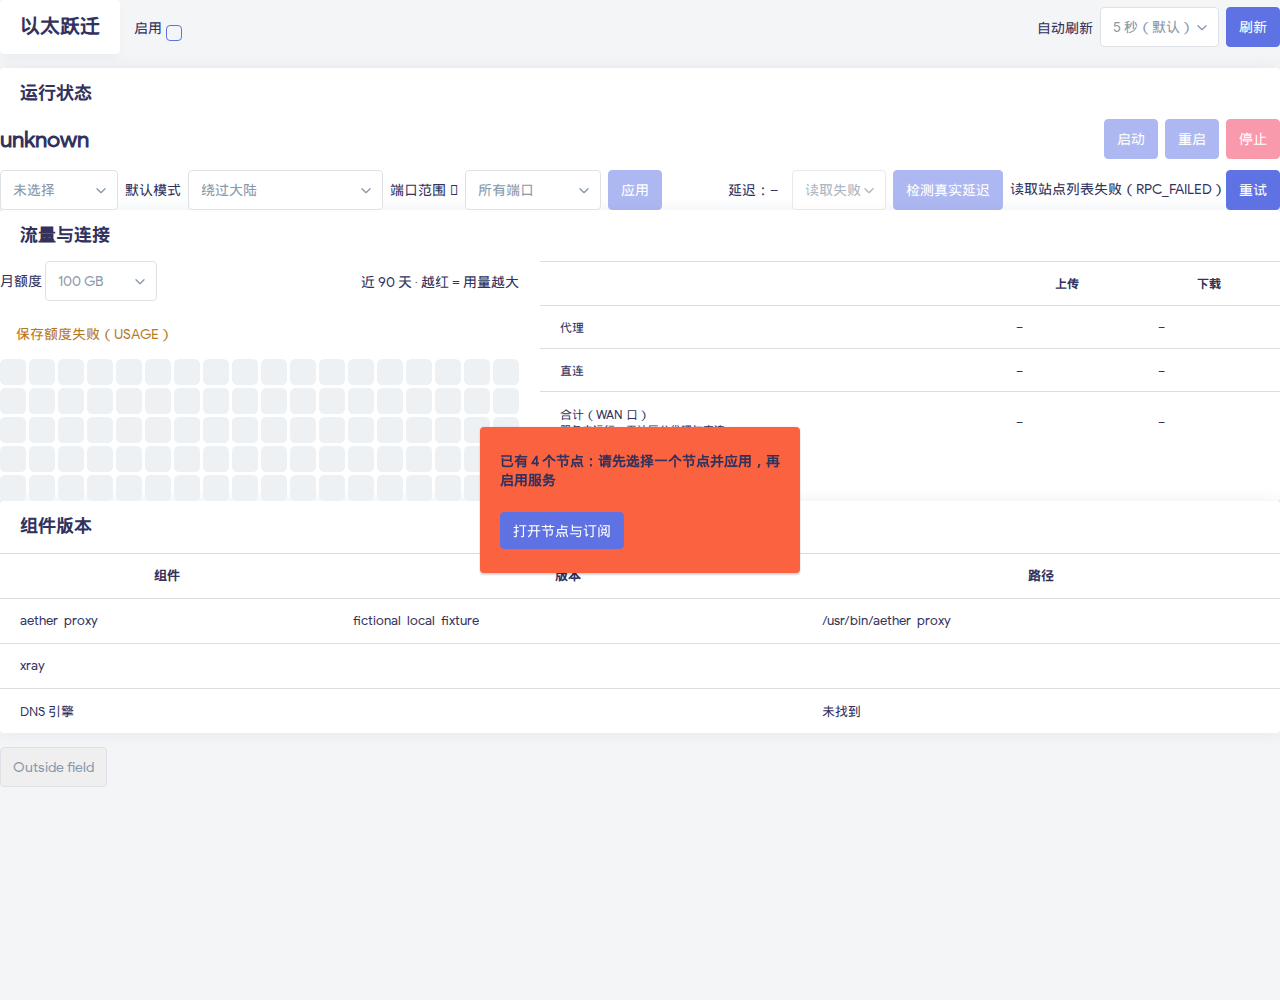 以太跃迁 启用 自动刷新 5 秒（默认） 刷新
运行状态
unknown 启动 重启 停止
未选择 默认模式 绕过大陆 端口范围 所有端口 应用 延迟：– 读取失败 检测真实延迟 读取站点列表失败（RPC_FAILED） 重试
流量与连接
月额度 100 GB 近 90 天 · 越红 = 用量越大
上传 下载
保存额度失败（USAGE）
代理 – –
直连 – –
合计（WAN 口） – –
已有 4 个节点：请先选择一个节点并应用，再
启用服务
打开节点与订阅
组件版本
组件 版本 路径
aether proxy fictional local fixture /usr/bin/aether proxy
xray
DNS 引擎 未找到
Outside field